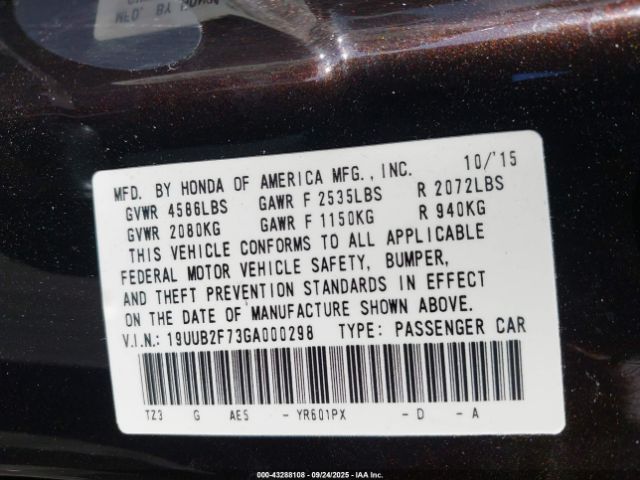 MFD. BY HONDA OF AMERICA MFG., INC. 10/'15
GVWR 4586LBS GAWR F 2535LBS R 2072LBS
GVWR 2080KG GAWR F 1150KG R 940KG
THIS VEHICLE CONFORMS TO ALL APPLICABLE
FEDERAL MOTOR VEHICLE SAFETY, BUMPER,
AND THEFT PREVENTION STANDARDS IN EFFECT
ON THE DATE OF MANUFACTURE SHOWN ABOVE.
V.I.N.: 19UUB2F73GA000298 TYPE: PASSENGER CAR
TZ3 G AE5 - YR601PX - D - A
000-43288108 - 09/24/2025 - IAA Inc.